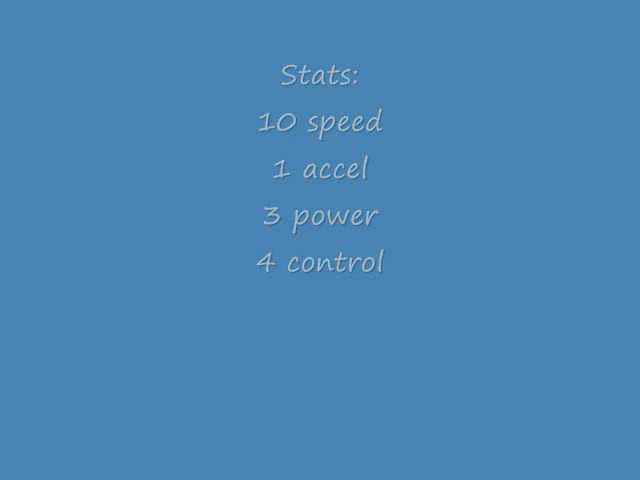 Stats:
10 speed
1 accel
3 power
4 control